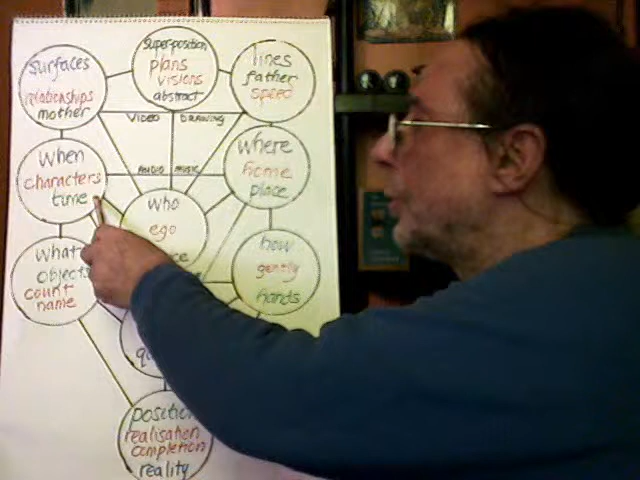 surfaces
relationships
mother
superposition
plans
visions
abstract
lines
father
speed
VIDEO DRAWING
when
characters
time
AUDIO MUSIC
where
home
place
who
ego
what
objects
count
name
how
gently
hands
realisation
completion
reality